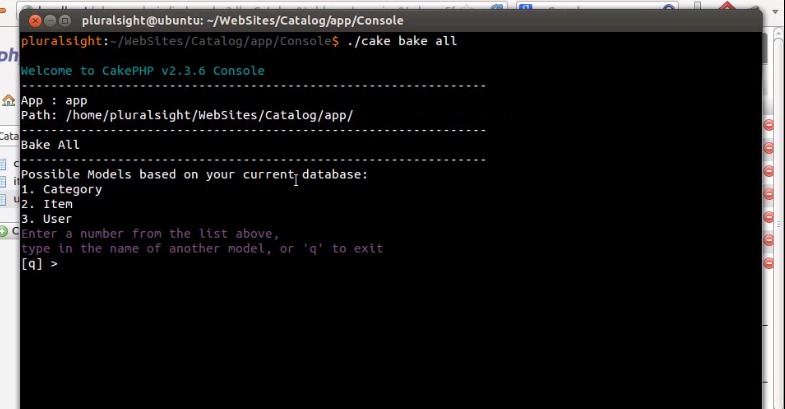 pluralsight@ubuntu: ~/WebSites/Catalog/app/Console
pluralsight:~/WebSites/Catalog/app/Console$ ./cake bake all
Welcome to CakePHP v2.3.6 Console
---------------------------------------------------------------
App : app
Path: /home/pluralsight/WebSites/Catalog/app/
---------------------------------------------------------------
Bake All
---------------------------------------------------------------
Possible Models based on your current database:
1. Category
2. Item
3. User
Enter a number from the list above,
type in the name of another model, or 'q' to exit
[q] >